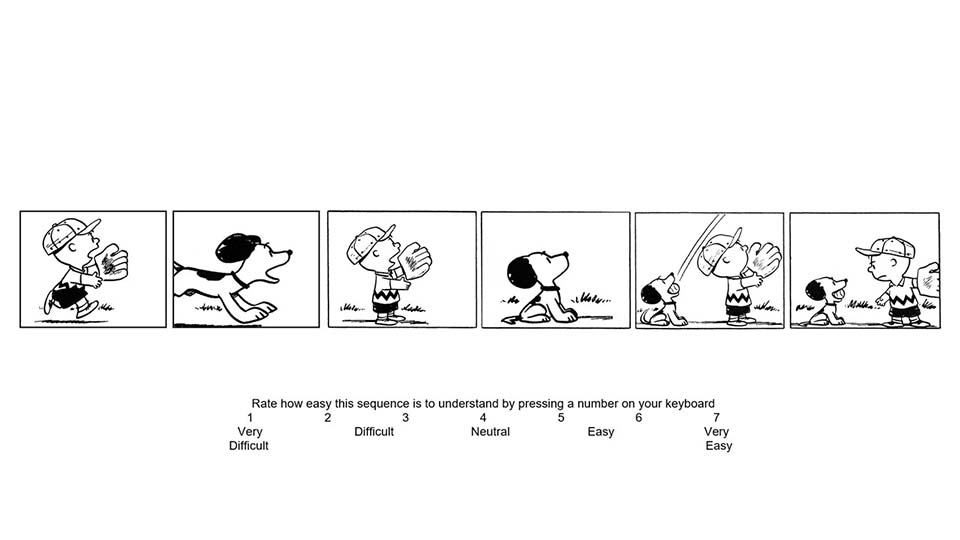 Rate how easy this sequence is to understand by pressing a number on your keyboard
1 2 3 4 5 6 7
Very Difficult Neutral Easy Very
Difficult Easy